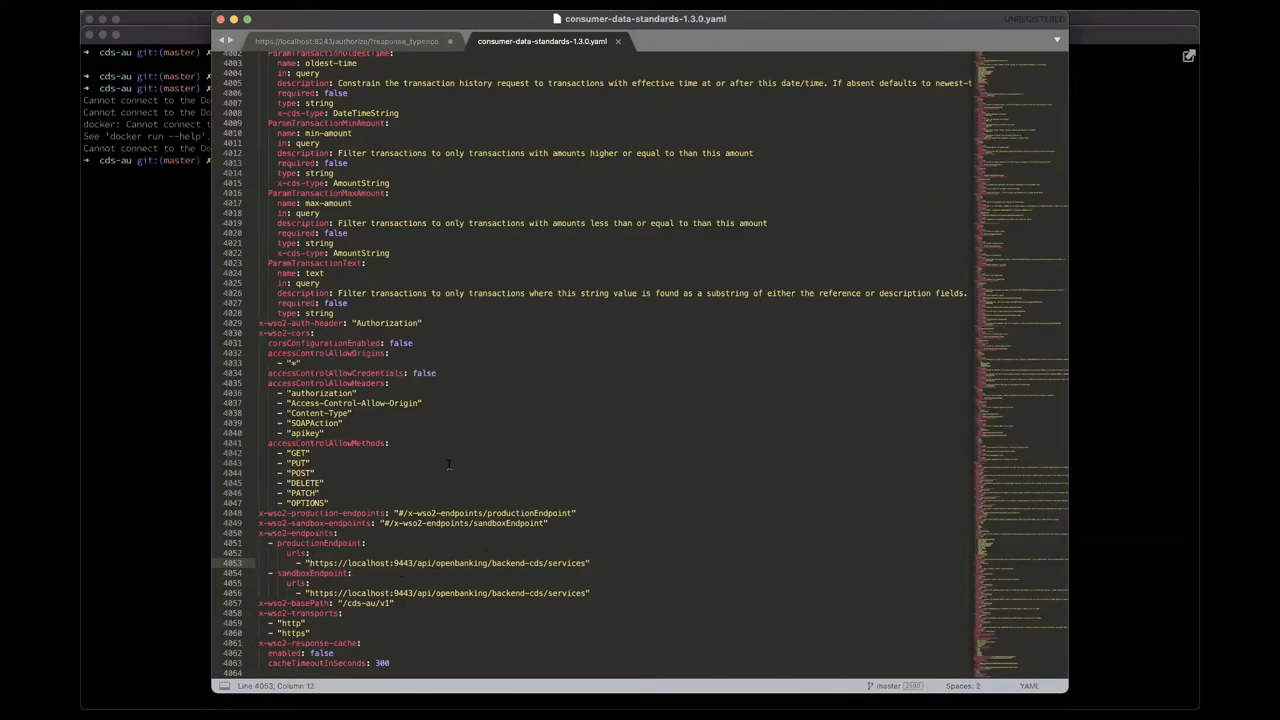 consumer-data-standards-1.3.0.yaml
UNREGISTERED
https://localhost:8243/authorize/?response_type=co
consumer-data-standards-1.3.0.yaml
➜ cds-au git:(master) ✗
➜ cds-au git:(master) ✗
➜ cds-au git:(master) ✗
Cannot connect to the Do
Cannot connect to the Do
docker: Cannot connect t
See 'docker run --help'.
Cannot connect to the Do
➜ cds-au git:(master) ✗
4002 ParamTransactionOldestTime:
4003 name: oldest-time
4004 in: query
4005 description: Constrain the transaction history request to transactions with effective time at or after this date/time. If absent defaults to newest-t
4006 required: false
4007 type: string
4008 x-cds-type: DateTimeString
4009 ParamTransactionMinAmount:
4010 name: min-amount
4011 in: query
4012 description: Filter transactions to only transactions with amounts higher or equal to than this amount
4013 required: false
4014 type: string
4015 x-cds-type: AmountString
4016 ParamTransactionMaxAmount:
4017 name: max-amount
4018 in: query
4019 description: Filter transactions to only transactions with amounts less than or equal to than this amount
4020 required: false
4021 type: string
4022 x-cds-type: AmountString
4023 ParamTransactionText:
4024 name: text
4025 in: query
4026 description: Filter transactions to only transactions where this string value is found as a substring of either the reference or description fields.
4027 required: false
4028 type: string
4029 x-wso2-auth-header: "Authorization"
4030 x-wso2-cors:
4031 corsConfigurationEnabled: false
4032 accessControlAllowOrigins:
4033 - "*"
4034 accessControlAllowCredentials: false
4035 accessControlAllowHeaders:
4036 - "authorization"
4037 - "Access-Control-Allow-Origin"
4038 - "Content-Type"
4039 - "SOAPAction"
4040 - "apikey"
4041 accessControlAllowMethods:
4042 - "GET"
4043 - "PUT"
4044 - "POST"
4045 - "DELETE"
4046 - "PATCH"
4047 - "OPTIONS"
4048 x-wso2-production-endpoints: "#/x-wso2-endpoints/productionEndpoint"
4049 x-wso2-sandbox-endpoints: "#/x-wso2-endpoints/sandboxEndpoint"
4050 x-wso2-endpoints:
4051 - productionEndpoint:
4052 urls:
4053 - "https://localhost:9443/api/openbanking/backend-cds/services"
4054 - sandboxEndpoint:
4055 urls:
4056 - "https://localhost:9443/api/openbanking/backend-cds/services"
4057 x-wso2-basePath: "/cds-au/v1"
4058 x-wso2-transports:
4059 - "http"
4060 - "https"
4061 x-wso2-response-cache:
4062 enabled: false
4063 cacheTimeoutInSeconds: 300
4064
Line 4053, Column 12
master 2590
Spaces: 2
YAML